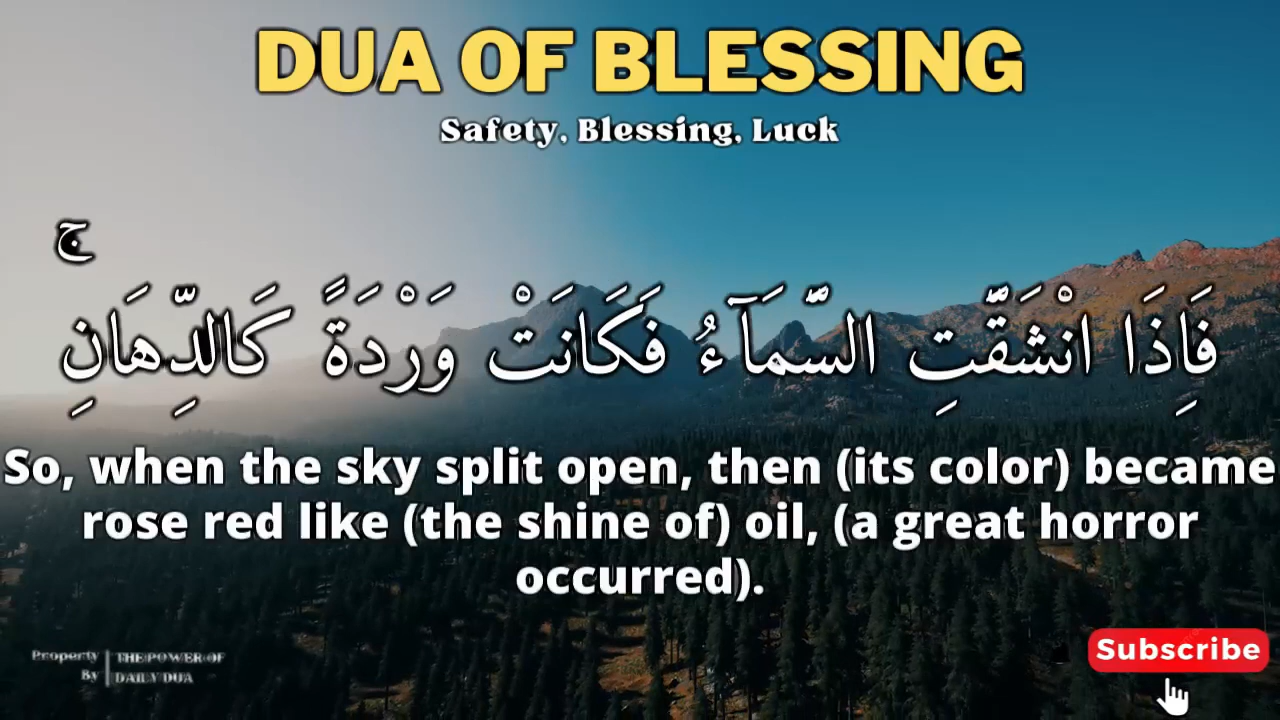 DUA OF BLESSING
Safety, Blessing, Luck
فَاِذَا انْشَقَّتِ السَّمَآءُ فَكَانَتْ وَرْدَةً كَالدِّهَانِۚ
So, when the sky split open, then (its color) became
rose red like (the shine of) oil, (a great horror
occurred).
Property By
THE POWER OF DAILY DUA
Subscribe